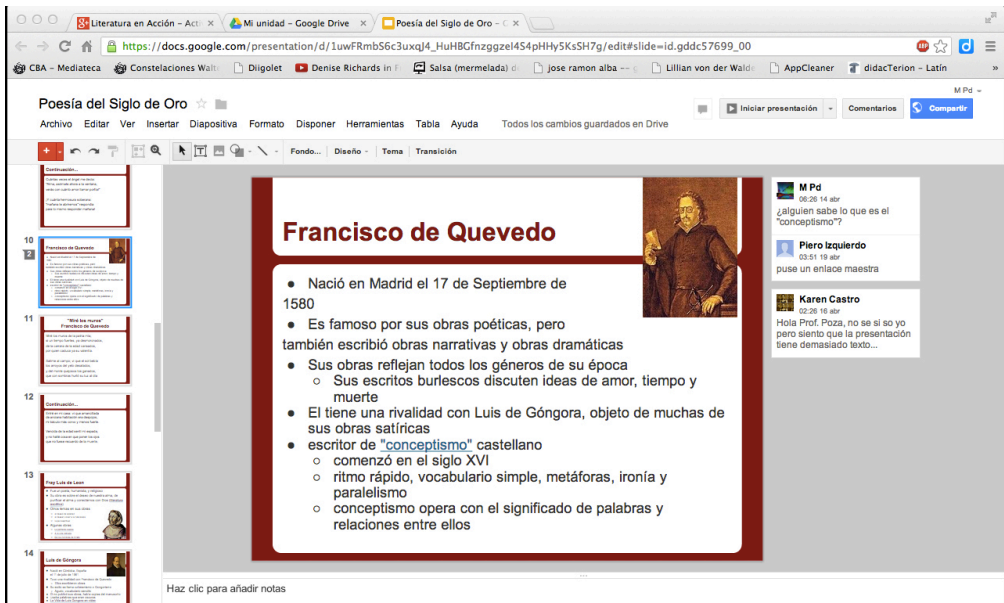 Literatura en Acción – Acti
Mi unidad – Google Drive
Poesía del Siglo de Oro –
https://docs.google.com/presentation/d/1uwFRmbS6c3uxqJ4_HuHBGfnzggzel4S4pHHy5KsSH7g/edit#slide=id.gddc57699_00
CBA – Mediateca
Constelaciones Walte
Diigolet
Denise Richards in F
Salsa (mermelada) d
jose ramon alba --
Lillian von der Walde
AppCleaner
didacTerion – Latín
»
M Pd
Poesía del Siglo de Oro
Iniciar presentación
Comentarios
Compartir
Archivo Editar Ver Insertar Diapositiva Formato Disponer Herramientas Tabla Ayuda Todos los cambios guardados en Drive
Fondo... Diseño Tema Transición
Continuación...
10
2
Francisco de Quevedo
11
"Miré los muros"
Francisco de Quevedo
12
Continuación...
13
Fray Luis de Leon
14
Luis de Góngora
Francisco de Quevedo
● Nació en Madrid el 17 de Septiembre de
1580
● Es famoso por sus obras poéticas, pero
también escribió obras narrativas y obras dramáticas
● Sus obras reflejan todos los géneros de su época
○ Sus escritos burlescos discuten ideas de amor, tiempo y
muerte
● El tiene una rivalidad con Luis de Góngora, objeto de muchas de
sus obras satíricas
● escritor de "conceptismo" castellano
○ comenzó en el siglo XVI
○ ritmo rápido, vocabulario simple, metáforas, ironía y
paralelismo
○ conceptismo opera con el significado de palabras y
relaciones entre ellos
M Pd
06:26 14 abr
¿alguien sabe lo que es el
"conceptismo"?
Piero Izquierdo
03:51 19 abr
puse un enlace maestra
Karen Castro
02:26 16 abr
Hola Prof. Poza, no se si so yo
pero siento que la presentación
tiene demasiado texto...
Haz clic para añadir notas